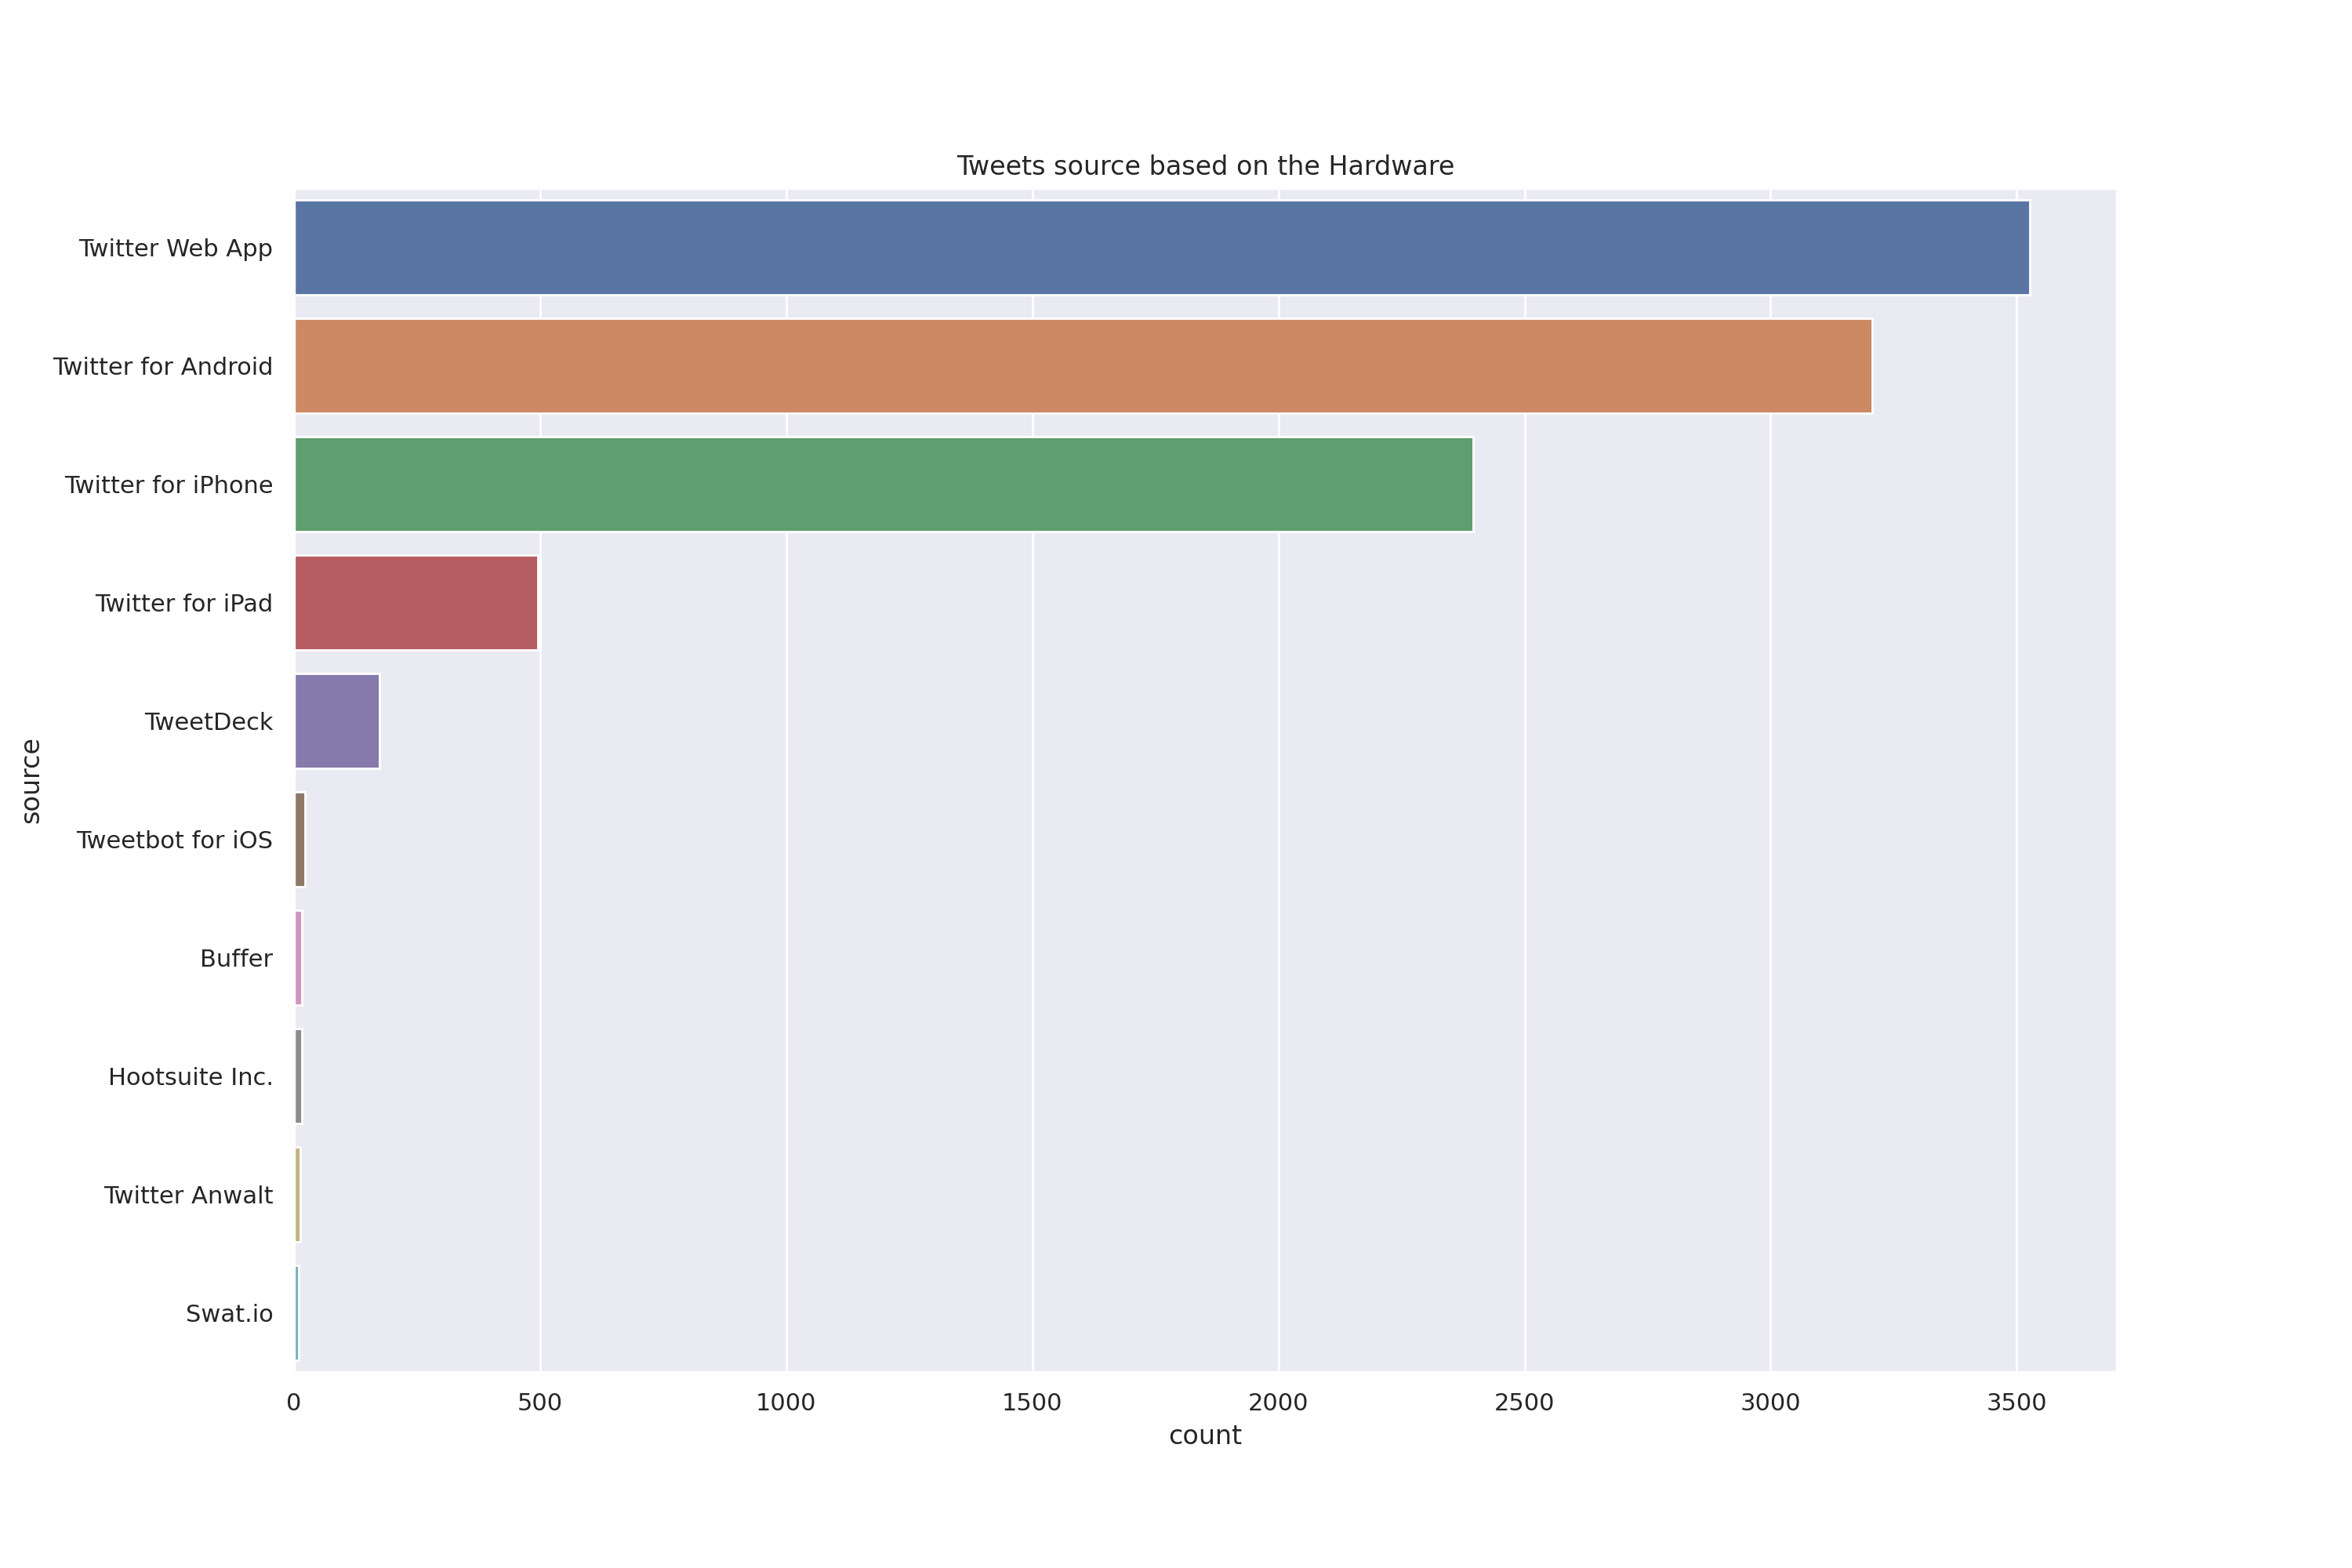 Tweets source based on the Hardware
source
Twitter Web App
Twitter for Android
Twitter for iPhone
Twitter for iPad
TweetDeck
Tweetbot for iOS
Buffer
Hootsuite Inc.
Twitter Anwalt
Swat.io
0 500 1000 1500 2000 2500 3000 3500
count